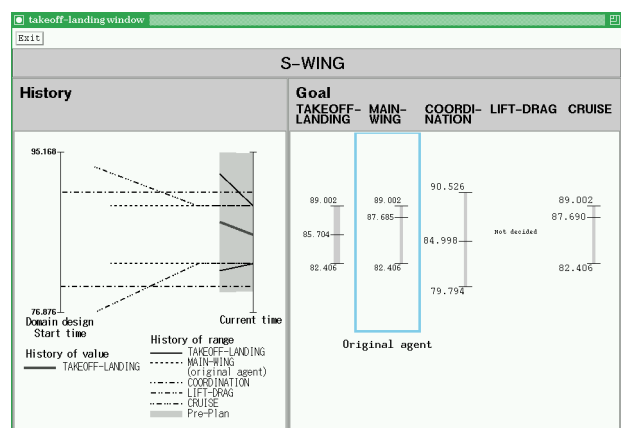 takeoff-landing window
Exit
S-WING
History
95.168
76.876
Domain design
Start time
Current time
History of value
TAKEOFF-LANDING
History of range
TAKEOFF-LANDING
MAIN-WING
(original agent)
COORDINATION
LIFT-DRAG
CRUISE
Pre-Plan
Goal
TAKEOFF-
LANDING
MAIN-
WING
COORDI-
NATION
LIFT-DRAG
CRUISE
89.002
85.704
82.406
89.002
87.685
82.406
90.526
84.998
79.794
Not decided
89.002
87.690
82.406
Original agent